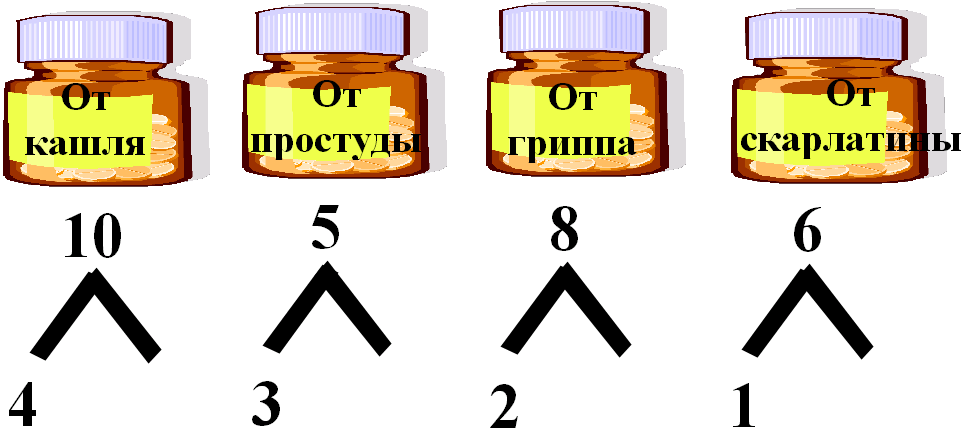 От
кашля
От
простуды
От
гриппа
От
скарлатины
10
5
8
6
4
3
2
1